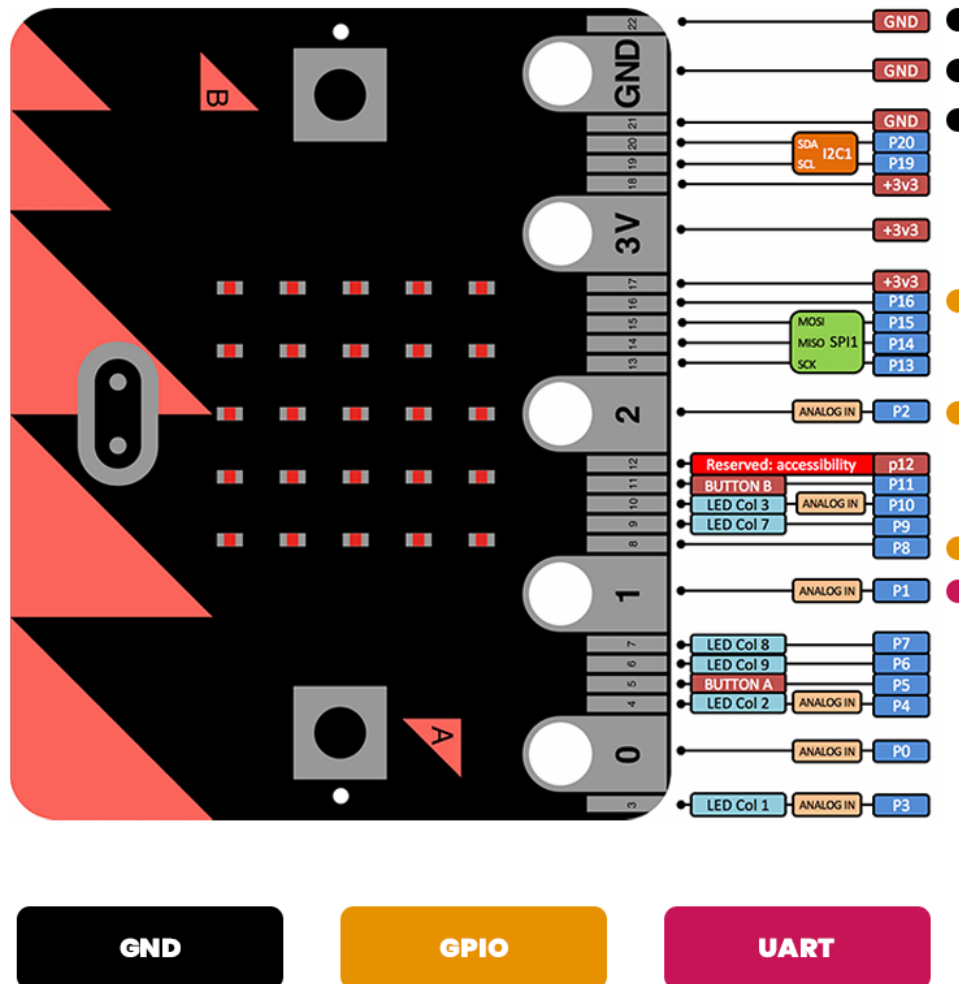 22 GND
B
GND GND
21 GND
20 SDA I2C1 P20
19 SCL P19
18 +3v3
3V +3v3
17 +3v3
16 P16
15 MOSI P15
14 MISO SPI1 P14
13 SCK P13
2 ANALOG IN P2
12 Reserved: accessibility p12
11 BUTTON B P11
10 LED Col 3 ANALOG IN P10
9 LED Col 7 P9
8 P8
1 ANALOG IN P1
7 LED Col 8 P7
6 LED Col 9 P6
5 BUTTON A P5
4 LED Col 2 ANALOG IN P4
A
0 ANALOG IN P0
3 LED Col 1 ANALOG IN P3
GND GPIO UART